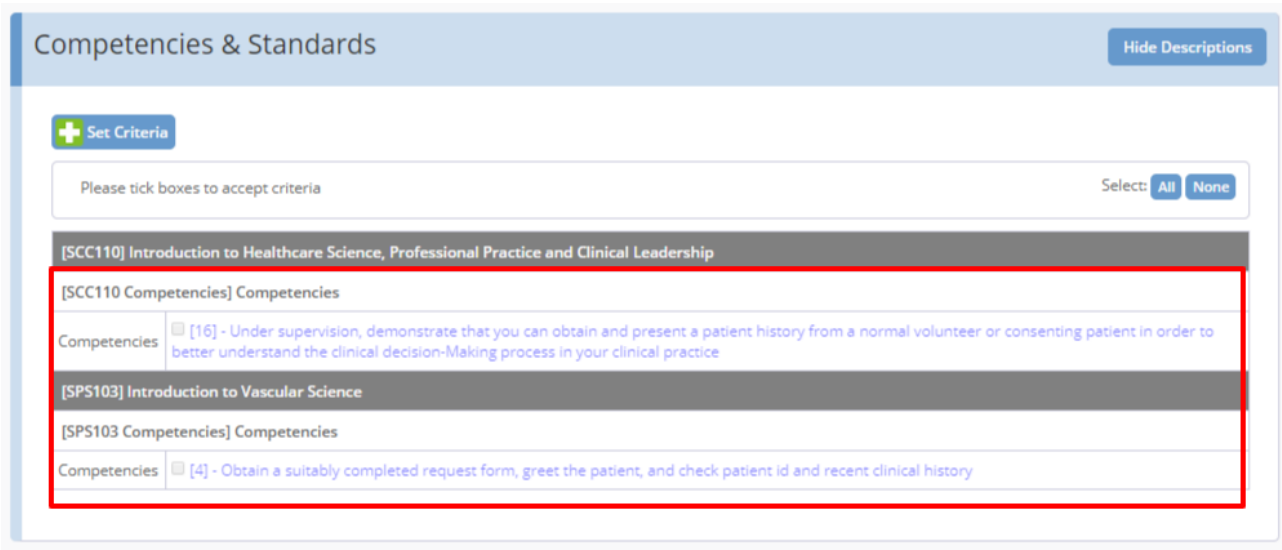 Competencies & Standards
Hide Descriptions
Set Criteria
Please tick boxes to accept criteria
Select: All None
[SCC110] Introduction to Healthcare Science, Professional Practice and Clinical Leadership
[SCC110 Competencies] Competencies
Competencies
[16] - Under supervision, demonstrate that you can obtain and present a patient history from a normal volunteer or consenting patient in order to
better understand the clinical decision-Making process in your clinical practice
[SPS103] Introduction to Vascular Science
[SPS103 Competencies] Competencies
Competencies
[4] - Obtain a suitably completed request form, greet the patient, and check patient id and recent clinical history